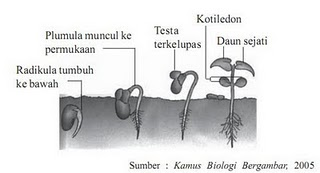 Kotiledon
Plumula muncul ke
permukaan
Testa
terkelupas
Daun sejati
Radikula tumbuh
ke bawah
Sumber : Kamus Biologi Bergambar, 2005